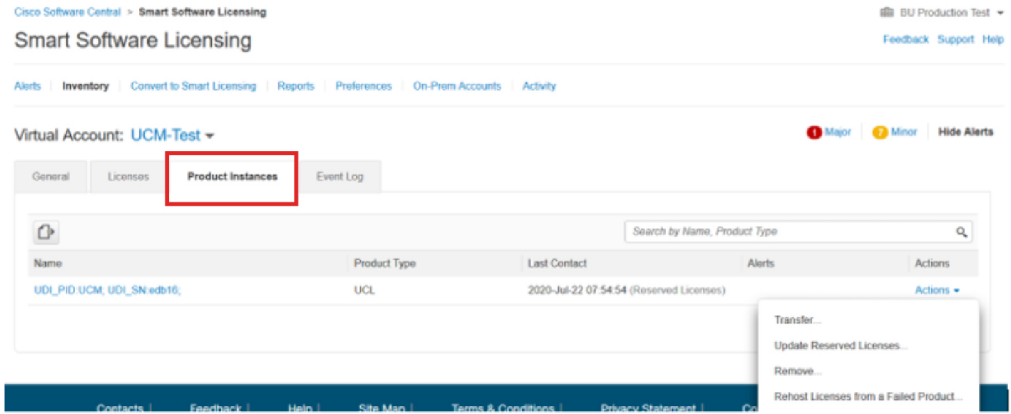 Cisco Software Central > Smart Software Licensing
BU Production Test
Smart Software Licensing
Feedback Support Help
Alerts Inventory Convert to Smart Licensing Reports Preferences On-Prem Accounts Activity
Virtual Account: UCM-Test
1 Major Minor Hide Alerts
General Licenses Product Instances Event Log
Search by Name, Product Type
Name Product Type Last Contact Alerts Actions
UDI_PID:UCM; UDI_SN:edb16; UCL 2020-Jul-22 07:54:54 (Reserved Licenses) Actions
Transfer...
Update Reserved Licenses...
Remove...
Rehost Licenses from a Failed Product...
Contacts | Feedback | Help | Site Map | Terms & Conditions | Privacy Statement | Co